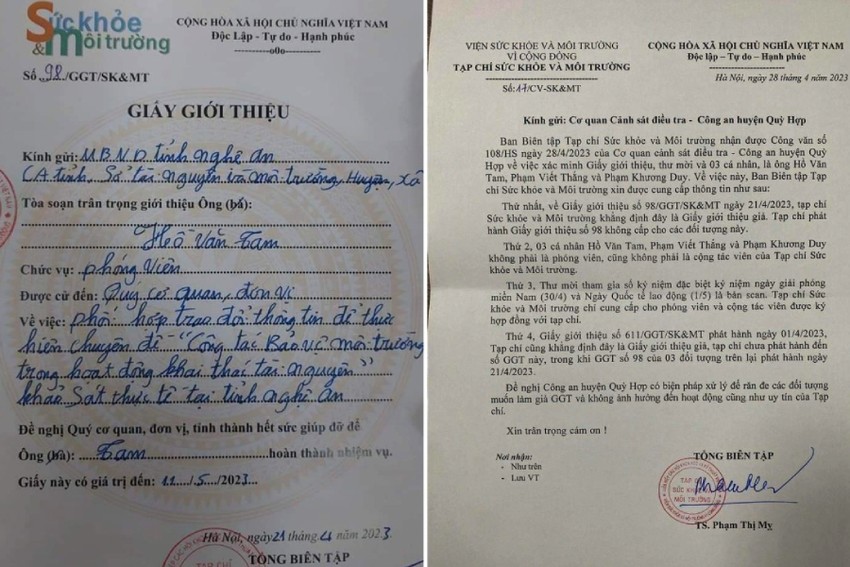 Sức khỏe
& Môi trường
CỘNG HÒA XÃ HỘI CHỦ NGHĨA VIỆT NAM
Độc Lập - Tự do - Hạnh phúc
Số 98/GGT/SK&MT
GIẤY GIỚI THIỆU
Kính gửi: U.B.N.D tỉnh nghệ an
CA tỉnh, Sở tài nguyên và môi trường, Huyện, xã
Tòa soạn trân trọng giới thiệu Ông (bà):
Hồ Văn Tam
Chức vụ: phóng viên
Được cử đến: Quý cơ quan, đơn vị
Về việc: phối hợp trao đổi thông tin để thực
hiện chuyên đề "Công tác Bảo vệ môi trường
trong hoạt động khai thác tài nguyên"
khảo sát thực tế tại tỉnh nghệ an
Đề nghị Quý cơ quan, đơn vị, tỉnh thành hết sức giúp đỡ để
Ông (bà): Tam hoàn thành nhiệm vụ.
Giấy này có giá trị đến: 11/5/2023
Hà Nội, ngày 21 tháng 4 năm 2023
TỔNG BIÊN TẬP
TẠP CHÍ
VIỆN SỨC KHỎE VÀ MÔI TRƯỜNG
VÌ CỘNG ĐỒNG
TẠP CHÍ SỨC KHỎE VÀ MÔI TRƯỜNG
Số: 17/CV-SK&MT
CỘNG HÒA XÃ HỘI CHỦ NGHĨA VIỆT NAM
Độc lập – Tự do – Hạnh phúc
Hà Nội, ngày 28 tháng 4 năm 2023
Kính gửi: Cơ quan Cảnh sát điều tra - Công an huyện Quỳ Hợp
Ban Biên tập Tạp chí Sức khỏe và Môi trường nhận được Công văn số
108/HS ngày 28/4/2023 của Cơ quan cảnh sát điều tra - Công an huyện Quỳ
Hợp về việc xác minh Giấy giới thiệu, thư mời và 03 cá nhân, là ông Hồ Văn
Tam, Phạm Viết Thắng và Phạm Khương Duy. Về việc này, Ban Biên tập Tạp
chí Sức khỏe và Môi trường xin được cung cấp thông tin như sau:
Thứ nhất, về Giấy giới thiệu số 98/GGT/SK&MT ngày 21/4/2023, tạp chí
Sức khỏe và Môi trường khẳng định đây là Giấy giới thiệu giả. Tạp chí phát
hành Giấy giới thiệu số 98 không cấp cho các đối tượng này.
Thứ 2, 03 cá nhân Hồ Văn Tam, Phạm Viết Thắng và Phạm Khương Duy
không phải là phóng viên, cũng không phải là cộng tác viên của Tạp chí Sức
khỏe và Môi trường.
Thứ 3, Thư mời tham gia số kỷ niệm đặc biệt kỷ niệm ngày giải phóng
miền Nam (30/4) và Ngày Quốc tế lao động (1/5) là bản scan. Tạp chí Sức
khỏe và Môi trường chỉ cung cấp cho phóng viên và cộng tác viên được ký
hợp đồng với tạp chí.
Thứ 4, Giấy giới thiệu số 611/GGT/SK&MT phát hành ngày 01/4/2023,
Tạp chí cũng khẳng định đây là Giấy giới thiệu giả, tạp chí chưa phát hành đến
số GGT này, trong khi GGT số 98 của 03 đối tượng trên lại phát hành ngày
21/4/2023.
Đề nghị Công an huyện Quỳ Hợp có biện pháp xử lý để răn đe các đối tượng
muốn làm giả GGT và không ảnh hưởng đến hoạt động cũng như uy tín của Tạp
chí.
Xin trân trọng cảm ơn !
Nơi nhận:
- Như trên
- Lưu VT
TỔNG BIÊN TẬP
TẠP CHÍ
SỨC KHỎE
MÔI TRƯỜNG
TS. Phạm Thị Mỵ